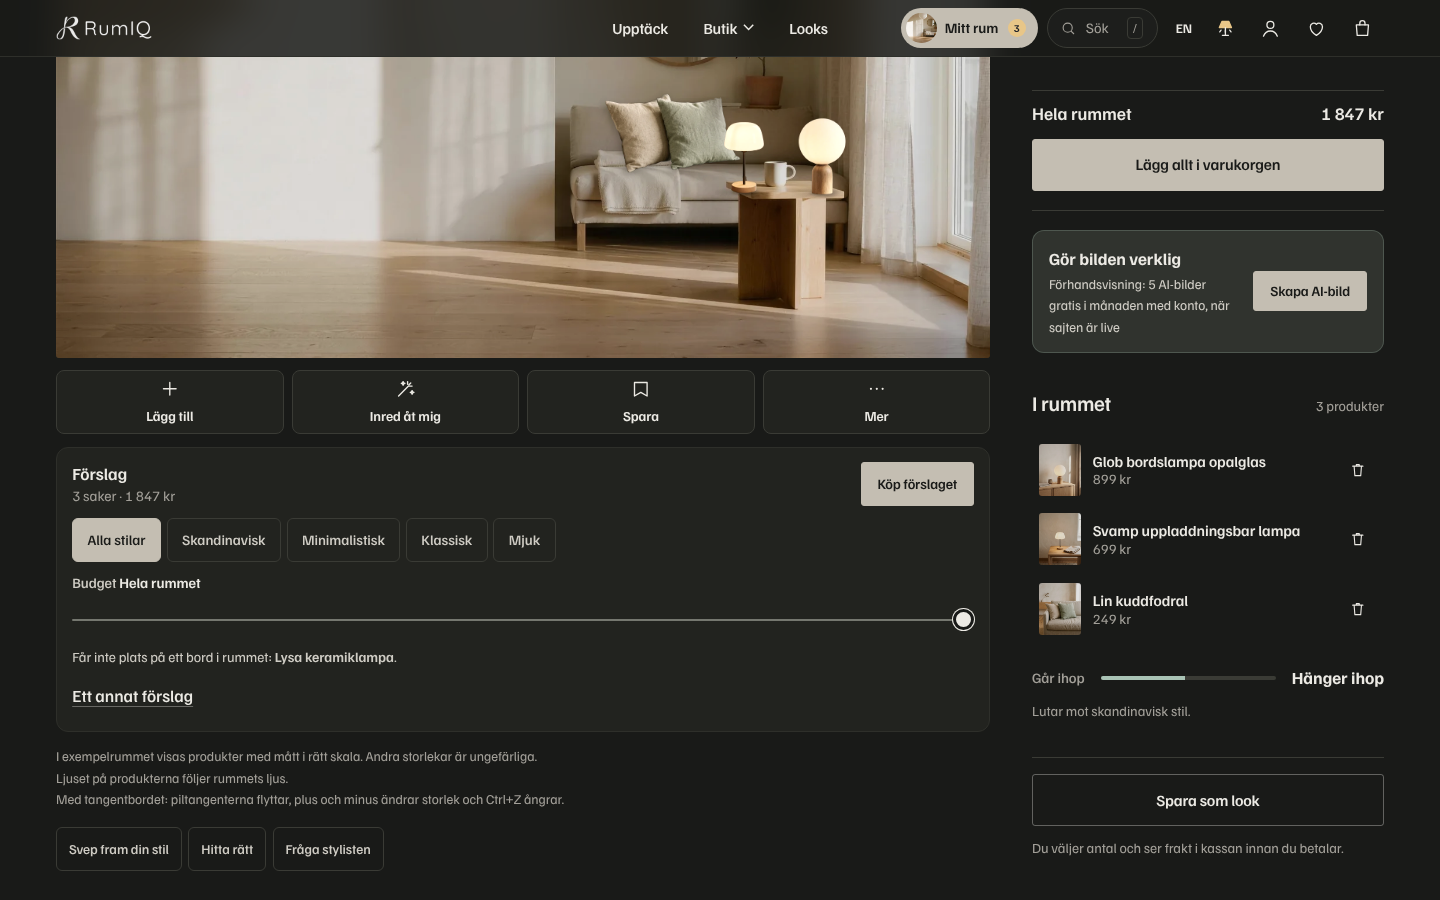 RumIQ
Upptäck
Butik
Looks
Mitt rum 3
Sök /
EN
Hela rummet 1 847 kr
Lägg allt i varukorgen
Gör bilden verklig
Förhandsvisning: 5 AI-bilder
gratis i månaden med konto, när
sajten är live
Skapa AI-bild
Lägg till
Inred åt mig
Spara
Mer
I rummet 3 produkter
Glob bordslampa opalglas
899 kr
Svamp uppladdningsbar lampa
699 kr
Lin kuddfodral
249 kr
Går ihop Hänger ihop
Lutar mot skandinavisk stil.
Spara som look
Du väljer antal och ser frakt i kassan innan du betalar.
Förslag
3 saker · 1 847 kr
Köp förslaget
Alla stilar
Skandinavisk
Minimalistisk
Klassisk
Mjuk
Budget Hela rummet
Får inte plats på ett bord i rummet: Lysa keramiklampa.
Ett annat förslag
I exempelrummet visas produkter med mått i rätt skala. Andra storlekar är ungefärliga.
Ljuset på produkterna följer rummets ljus.
Med tangentbordet: piltangenterna flyttar, plus och minus ändrar storlek och Ctrl+Z ångrar.
Svep fram din stil
Hitta rätt
Fråga stylisten